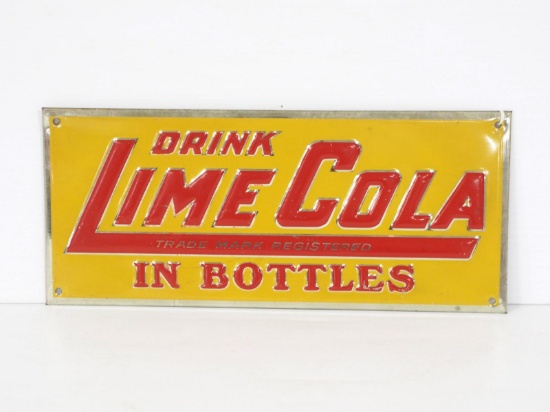 DRINK
LIME COLA
TRADE MARK REGISTERED
IN BOTTLES